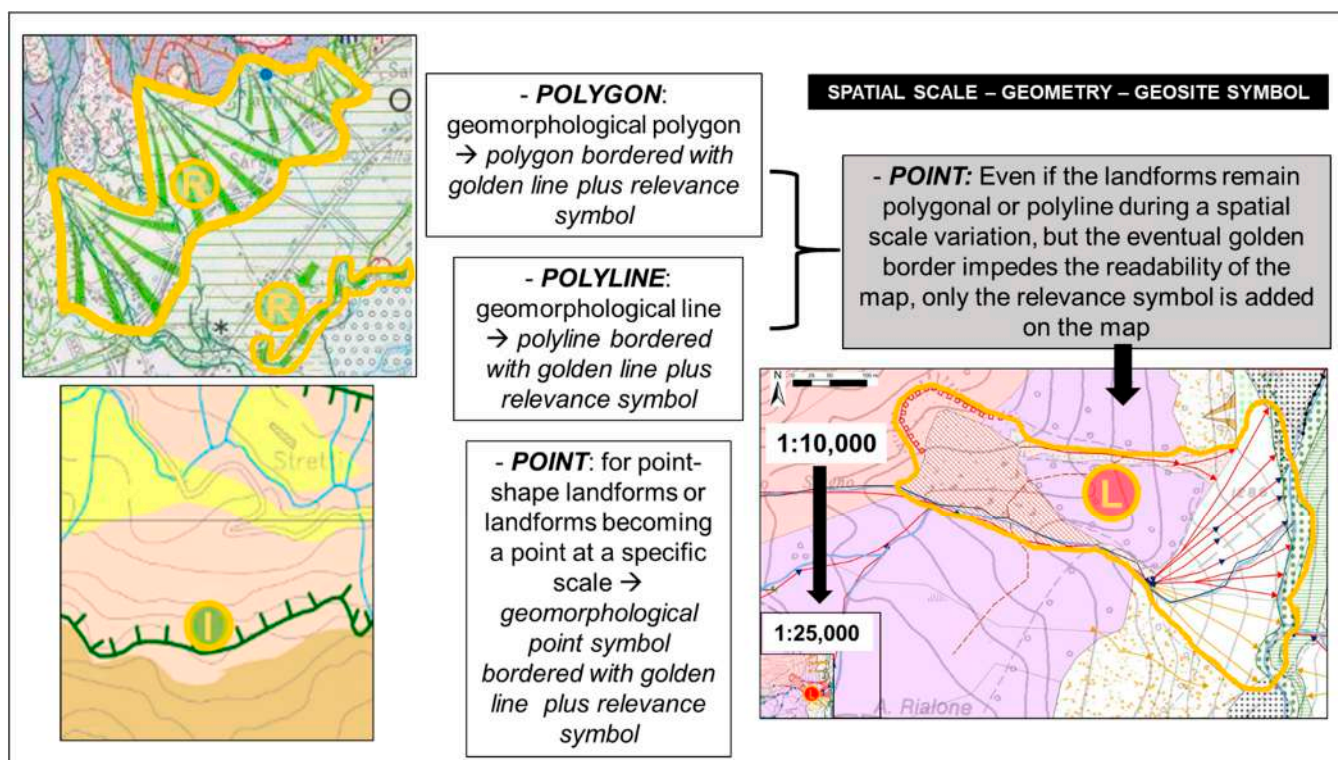 - POLYGON:
geomorphological polygon
→ polygon bordered with
golden line plus relevance
symbol
- POLYLINE:
geomorphological line
→ polyline bordered
with golden line plus
relevance symbol
- POINT: for point-
shape landforms or
landforms becoming
a point at a specific
scale →
geomorphological
point symbol
bordered with golden
line plus relevance
symbol
SPATIAL SCALE – GEOMETRY – GEOSITE SYMBOL
- POINT: Even if the landforms remain
polygonal or polyline during a spatial
scale variation, but the eventual golden
border impedes the readability of the
map, only the relevance symbol is added
on the map
R
R
Stretti
I
N
1:10,000
L
1280
1:25,000
L
A. Rialone